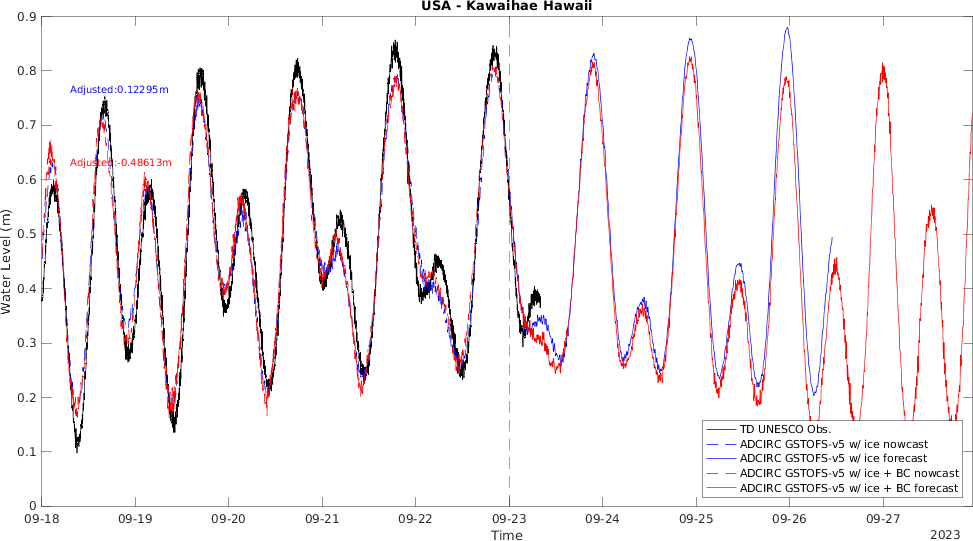 USA - Kawaihae Hawaii
0.9
0.8
0.7
0.6
0.5
0.4
0.3
0.2
0.1
0
Water Level (m)
Adjusted:0.12295m
Adjusted:-0.48613m
TD UNESCO Obs.
ADCIRC GSTOFS-v5 w/ ice nowcast
ADCIRC GSTOFS-v5 w/ ice forecast
ADCIRC GSTOFS-v5 w/ ice + BC nowcast
ADCIRC GSTOFS-v5 w/ ice + BC forecast
09-18 09-19 09-20 09-21 09-22 09-23 09-24 09-25 09-26 09-27
Time
2023